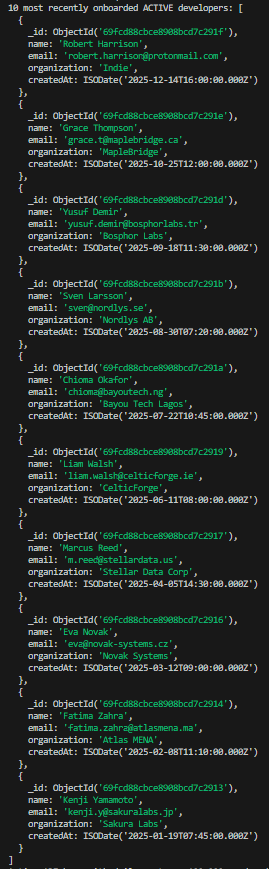 10 most recently onboarded ACTIVE developers: [
  {
    _id: ObjectId('69fcd88cbce8908bcd7c291f'),
    name: 'Robert Harrison',
    email: 'robert.harrison@protonmail.com',
    organization: 'Indie',
    createdAt: ISODate('2025-12-14T16:00:00.000Z')
  },
  {
    _id: ObjectId('69fcd88cbce8908bcd7c291e'),
    name: 'Grace Thompson',
    email: 'grace.t@maplebridge.ca',
    organization: 'MapleBridge',
    createdAt: ISODate('2025-10-25T12:00:00.000Z')
  },
  {
    _id: ObjectId('69fcd88cbce8908bcd7c291d'),
    name: 'Yusuf Demir',
    email: 'yusuf.demir@bosphorlabs.tr',
    organization: 'Bosphor Labs',
    createdAt: ISODate('2025-09-18T11:30:00.000Z')
  },
  {
    _id: ObjectId('69fcd88cbce8908bcd7c291b'),
    name: 'Sven Larsson',
    email: 'sven@nordlys.se',
    organization: 'Nordlys AB',
    createdAt: ISODate('2025-08-30T07:20:00.000Z')
  },
  {
    _id: ObjectId('69fcd88cbce8908bcd7c291a'),
    name: 'Chioma Okafor',
    email: 'chioma@bayoutech.ng',
    organization: 'Bayou Tech Lagos',
    createdAt: ISODate('2025-07-22T10:45:00.000Z')
  },
  {
    _id: ObjectId('69fcd88cbce8908bcd7c2919'),
    name: 'Liam Walsh',
    email: 'liam.walsh@celticforge.ie',
    organization: 'CelticForge',
    createdAt: ISODate('2025-06-11T08:00:00.000Z')
  },
  {
    _id: ObjectId('69fcd88cbce8908bcd7c2917'),
    name: 'Marcus Reed',
    email: 'm.reed@stellardata.us',
    organization: 'Stellar Data Corp',
    createdAt: ISODate('2025-04-05T14:30:00.000Z')
  },
  {
    _id: ObjectId('69fcd88cbce8908bcd7c2916'),
    name: 'Eva Novak',
    email: 'eva@novak-systems.cz',
    organization: 'Novak Systems',
    createdAt: ISODate('2025-03-12T09:00:00.000Z')
  },
  {
    _id: ObjectId('69fcd88cbce8908bcd7c2914'),
    name: 'Fatima Zahra',
    email: 'fatima.zahra@atlasmena.ma',
    organization: 'Atlas MENA',
    createdAt: ISODate('2025-02-08T11:10:00.000Z')
  },
  {
    _id: ObjectId('69fcd88cbce8908bcd7c2913'),
    name: 'Kenji Yamamoto',
    email: 'kenji.y@sakuralabs.jp',
    organization: 'Sakura Labs',
    createdAt: ISODate('2025-01-19T07:45:00.000Z')
  }
]